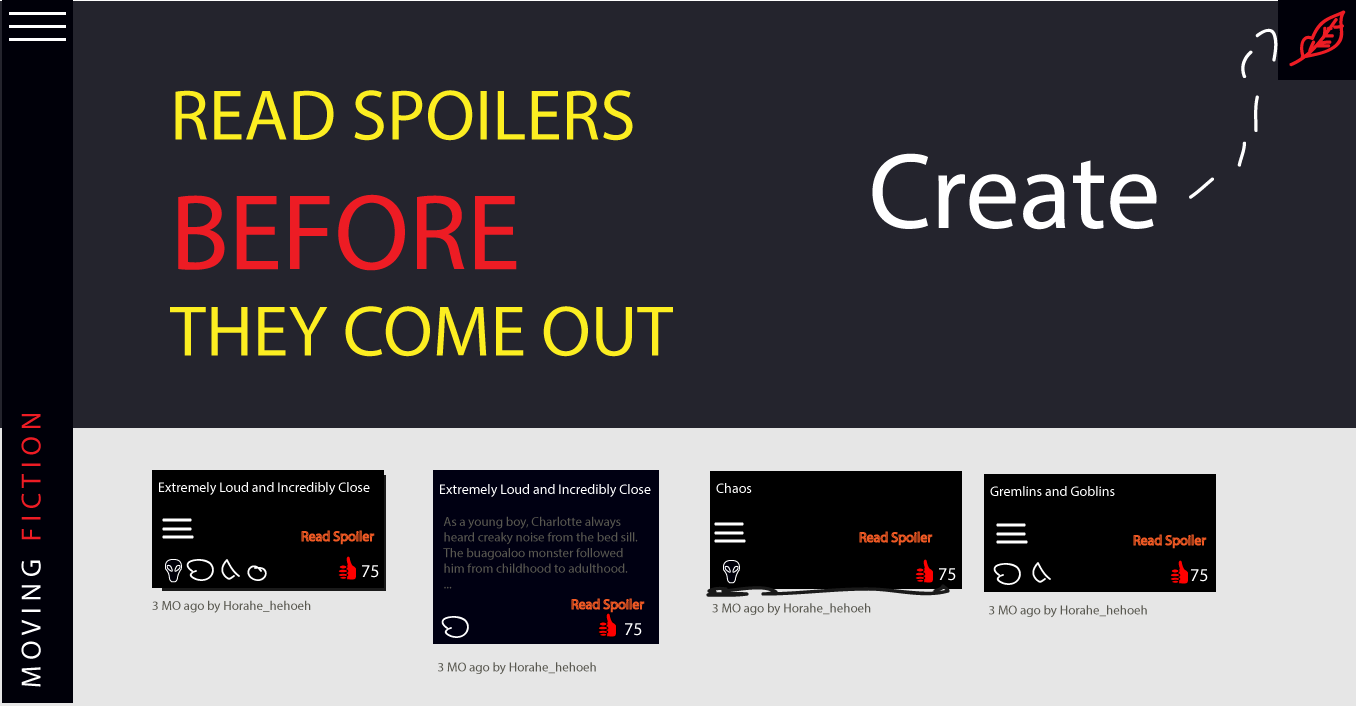 READ SPOILERS
BEFORE
THEY COME OUT
Create
MOVING FICTION
Extremely Loud and Incredibly Close
Read Spoiler
75
3 MO ago by Horahe_hehoeh
Extremely Loud and Incredibly Close
As a young boy, Charlotte always
heard creaky noise from the bed sill.
The buagoaloo monster followed
him from childhood to adulthood.
...
Read Spoiler
75
3 MO ago by Horahe_hehoeh
Chaos
Read Spoiler
75
3 MO ago by Horahe_hehoeh
Gremlins and Goblins
Read Spoiler
75
3 MO ago by Horahe_hehoeh